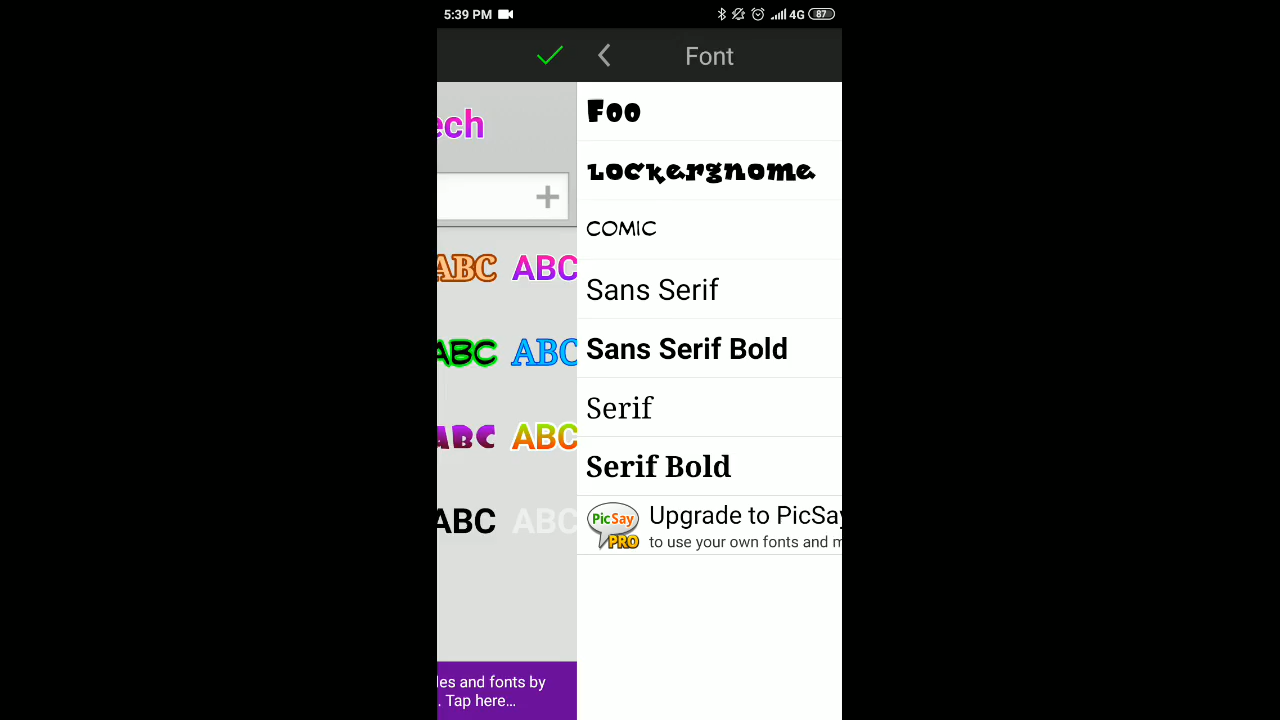 5:39 PM
4G 87
Font
ech
ABC ABC
ABC ABC
ABC ABC
ABC ABC
les and fonts by
. Tap here...
Foo
Lockergnome
COMIC
Sans Serif
Sans Serif Bold
Serif
Serif Bold
PicSay PRO
Upgrade to PicSay
to use your own fonts and m